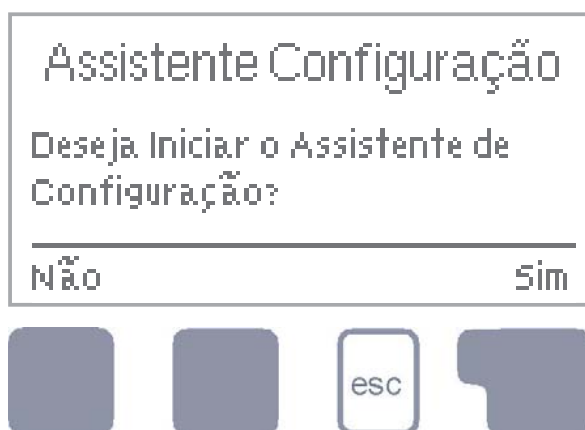 Assistente Configuração
Deseja Iniciar o Assistente de
Configuração?
Não Sim
esc